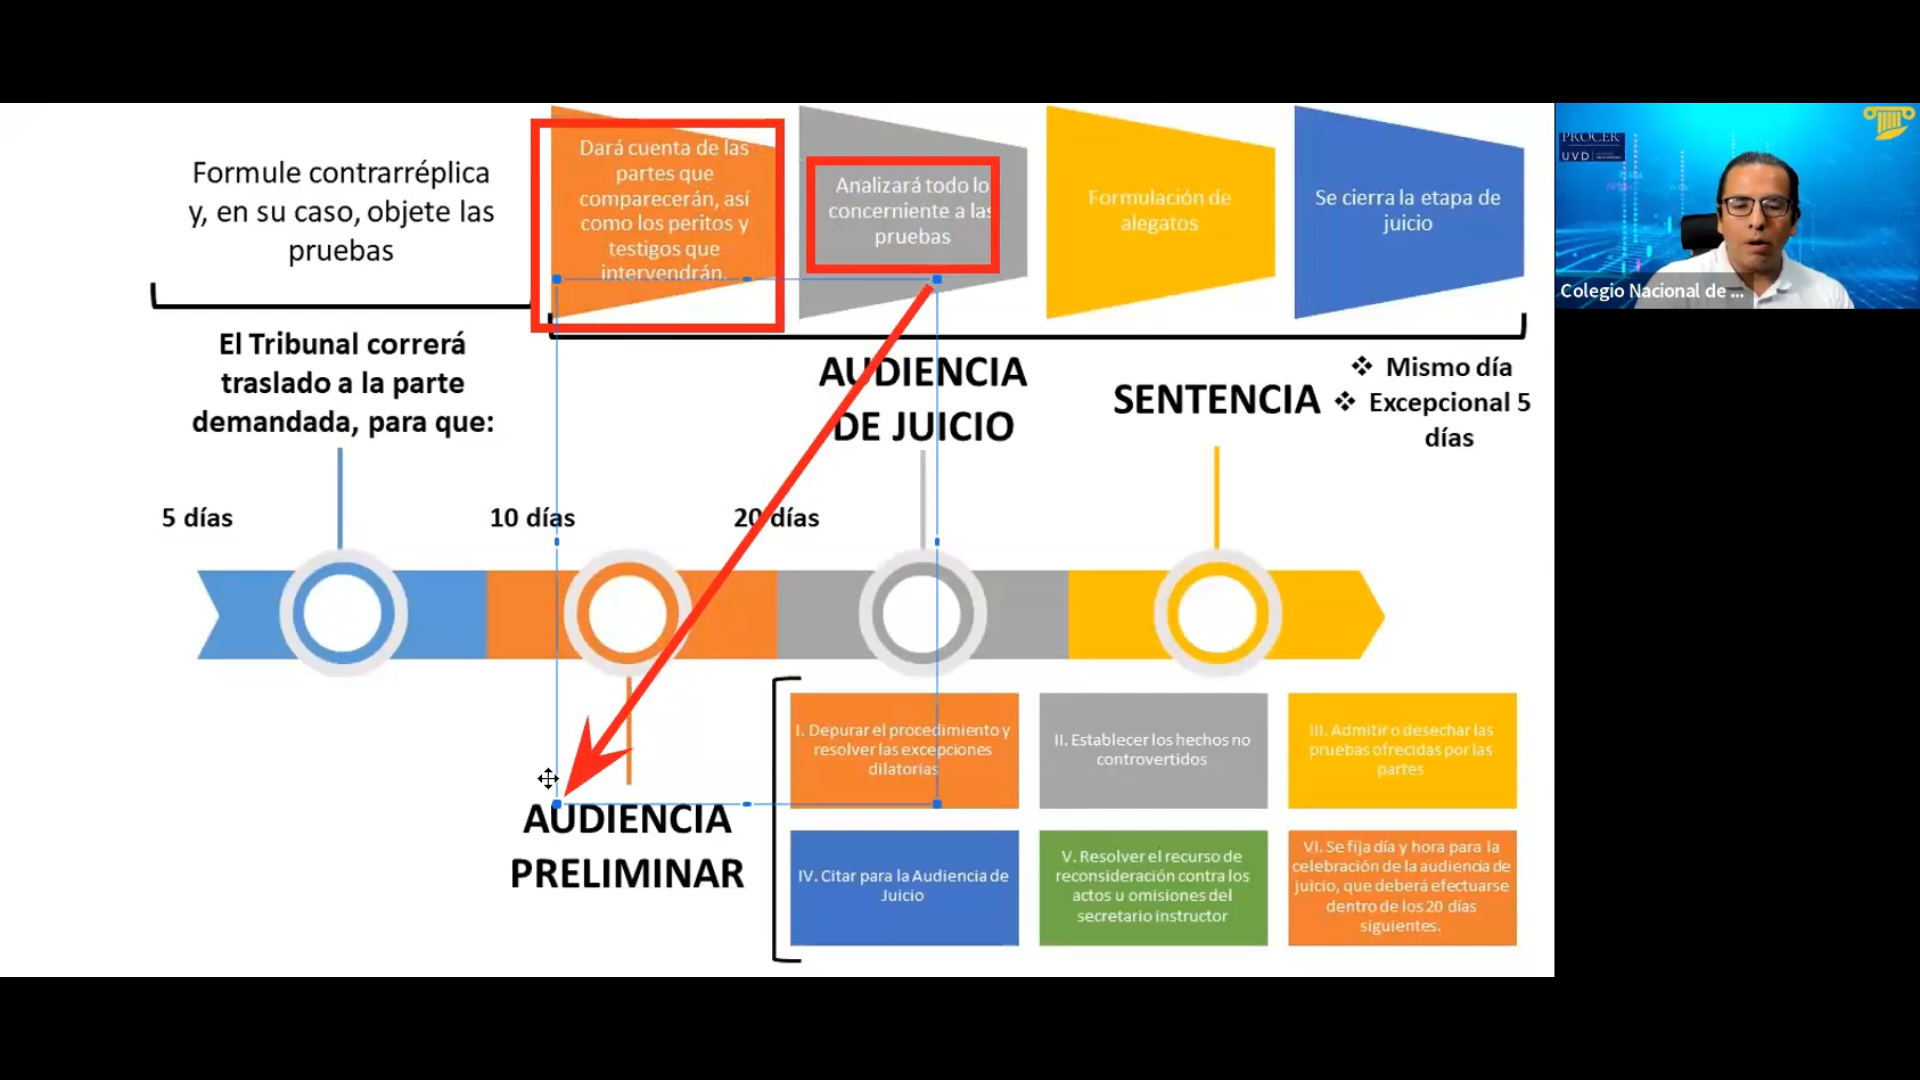 Formule contrarréplica
y, en su caso, objete las
pruebas
Dará cuenta de las
partes que
comparecerán, así
como los peritos y
testigos que
intervendrán.
Analizará todo lo
concerniente a las
pruebas
Formulación de
alegatos
Se cierra la etapa de
juicio
PROCER
UVD
Colegio Nacional de ...
El Tribunal correrá
traslado a la parte
demandada, para que:
AUDIENCIA
DE JUICIO
SENTENCIA
❖ Mismo día
❖ Excepcional 5
días
5 días
10 días
20 días
AUDIENCIA
PRELIMINAR
I. Depurar el procedimiento y
resolver las excepciones
dilatorias
II. Establecer los hechos no
controvertidos
III. Admitir o desechar las
pruebas ofrecidas por las
partes
IV. Citar para la Audiencia de
Juicio
V. Resolver el recurso de
reconsideración contra los
actos u omisiones del
secretario instructor
VI. Se fija día y hora para la
celebración de la audiencia de
juicio, que deberá efectuarse
dentro de los 20 días
siguientes.